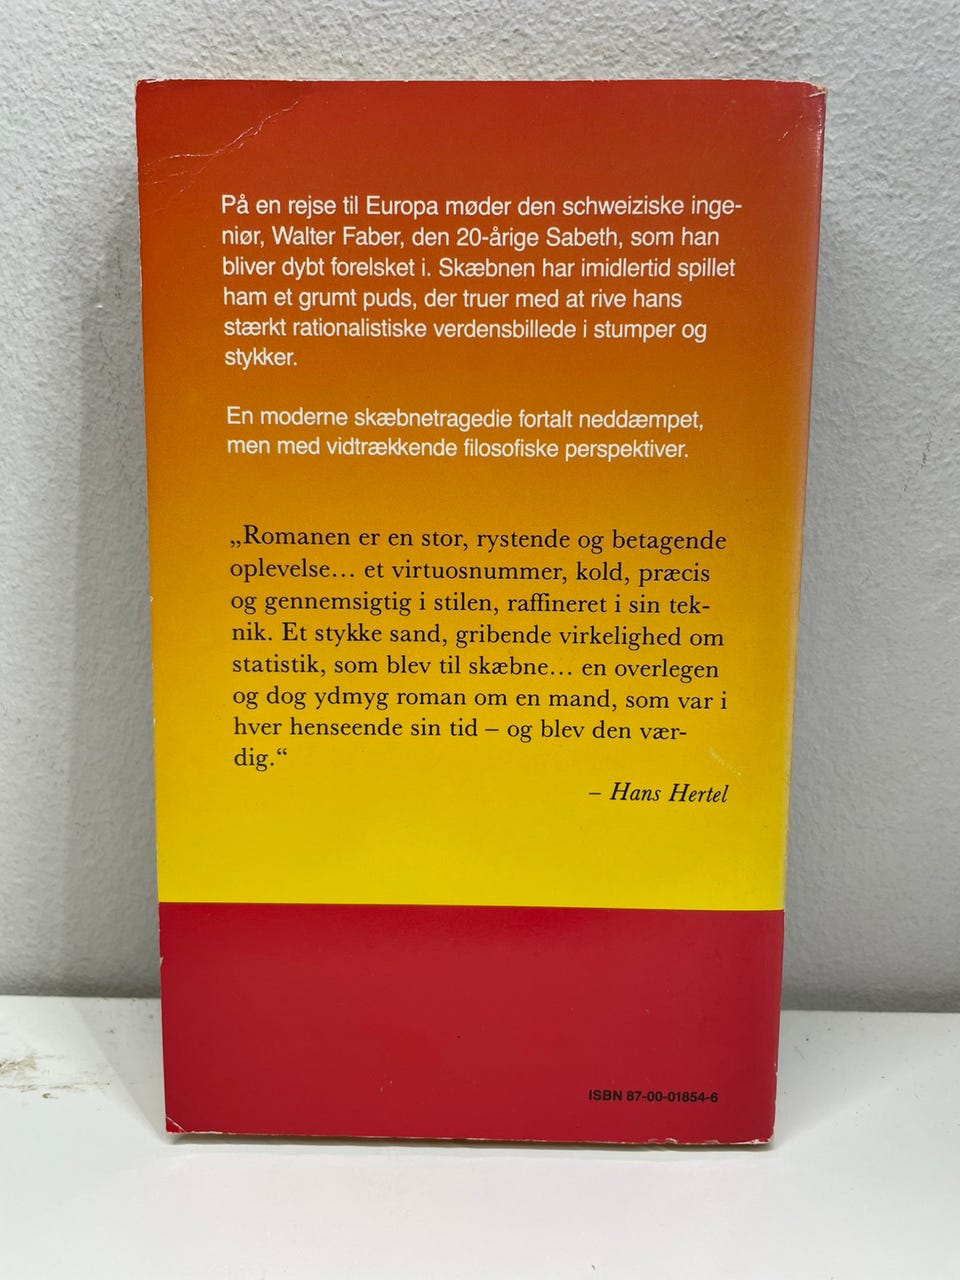 På en rejse til Europa møder den schweiziske inge-
niør, Walter Faber, den 20-årige Sabeth, som han
bliver dybt forelsket i. Skæbnen har imidlertid spillet
ham et grumt puds, der truer med at rive hans
stærkt rationalistiske verdensbillede i stumper og
stykker.
En moderne skæbnetragedie fortalt neddæmpet,
men med vidtrækkende filosofiske perspektiver.
„Romanen er en stor, rystende og betagende
oplevelse... et virtuosnummer, kold, præcis
og gennemsigtig i stilen, raffineret i sin tek-
nik. Et stykke sand, gribende virkelighed om
statistik, som blev til skæbne... en overlegen
og dog ydmyg roman om en mand, som var i
hver henseende sin tid – og blev den vær-
dig.“
– Hans Hertel
ISBN 87-00-01854-6